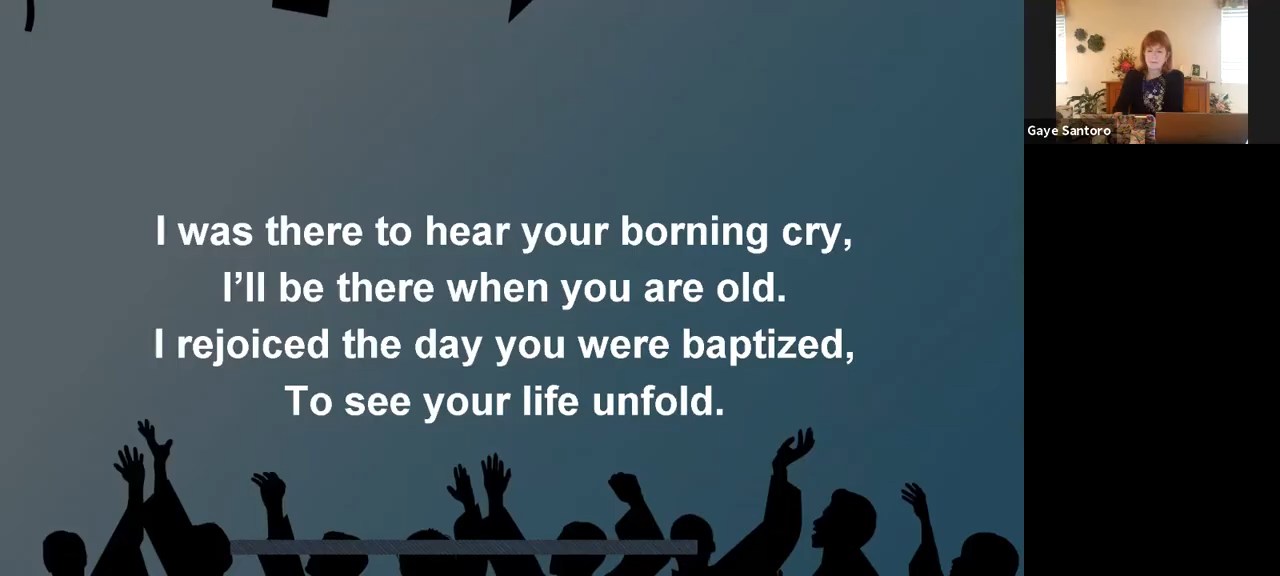 I was there to hear your borning cry,
I’ll be there when you are old.
I rejoiced the day you were baptized,
To see your life unfold.
Gaye Santoro